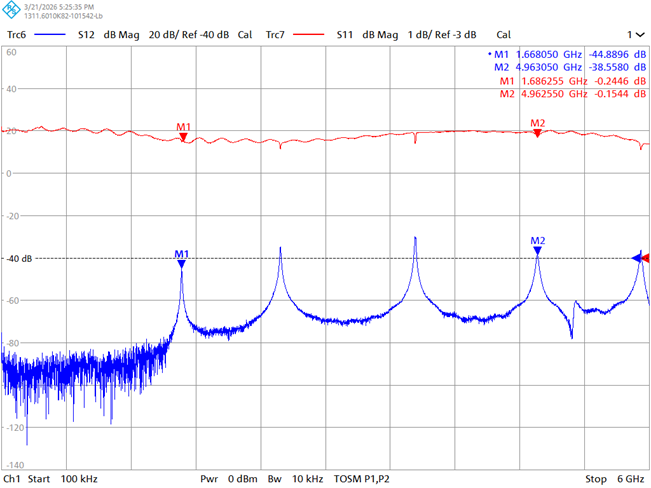 3/21/2026 5:25:35 PM
1311.6010K82-101542-Lb
Trc6 S12 dB Mag 20 dB/ Ref -40 dB Cal Trc7 S11 dB Mag 1 dB/ Ref -3 dB Cal 1
60
• M1 1.668050 GHz -44.8896 dB
M2 4.963050 GHz -38.5580 dB
M1 1.686255 GHz -0.2446 dB
M2 4.962550 GHz -0.1544 dB
40
M2
M1
20
0
-20
M2
M1
-40 dB
-60
-80
-100
-120
-140
Ch1 Start 100 kHz Pwr 0 dBm Bw 10 kHz TOSM P1,P2 Stop 6 GHz